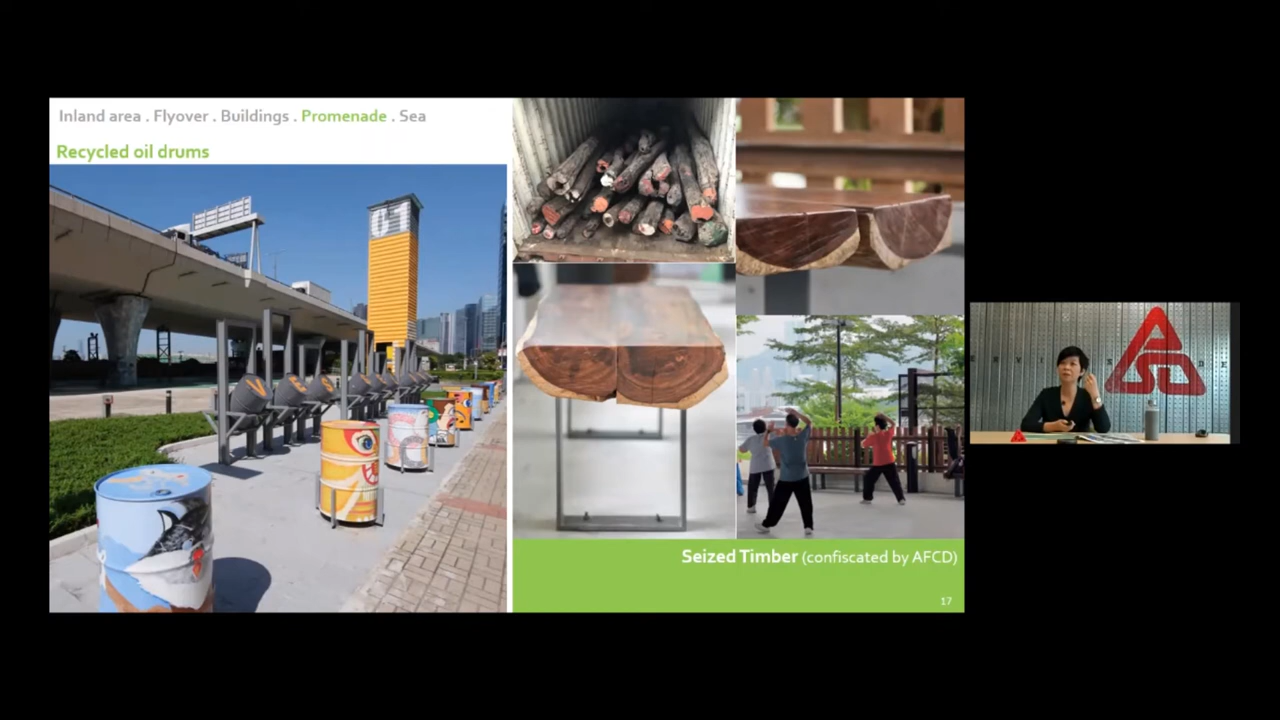 Inland area . Flyover . Buildings . Promenade . Sea
Recycled oil drums
V E S
Seized Timber (confiscated by AFCD)
17